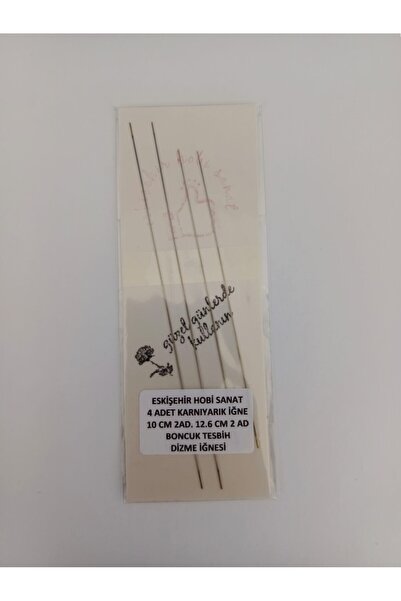 güzel günlerde
kullanın
ESKİŞEHİR HOBİ SANAT
4 ADET KARNIYARIK İĞNE
10 CM 2AD. 12.6 CM 2 AD
BONCUK TESBİH
DİZME İĞNESİ